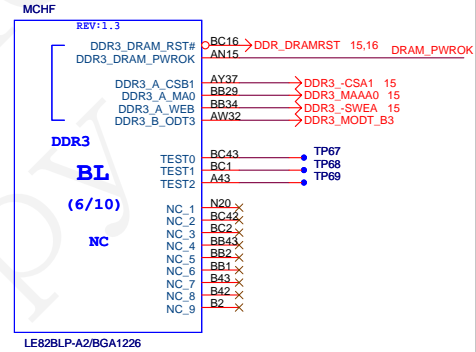 MCHF
REV:1.3
DDR3_DRAM_RST# BC16 DDR_DRAMRST 15,16
DDR3_DRAM_PWROK AN15 DRAM_PWROK
DDR3_A_CSB1 AY37 DDR3_-CSA1 15
DDR3_A_MA0 BB29 DDR3_MAAA0 15
DDR3_A_WEB BB34 DDR3_-SWEA 15
DDR3_B_ODT3 AW32 DDR3_MODT_B3
DDR3
BL
(6/10)
NC
TEST0 BC43 TP67
TEST1 BC1 TP68
TEST2 A43 TP69
NC_1 N20
NC_2 BC42
NC_3 BC2
NC_4 BB43
NC_5 BB2
NC_6 BB1
NC_7 B43
NC_8 B42
NC_9 B2
LE82BLP-A2/BGA1226